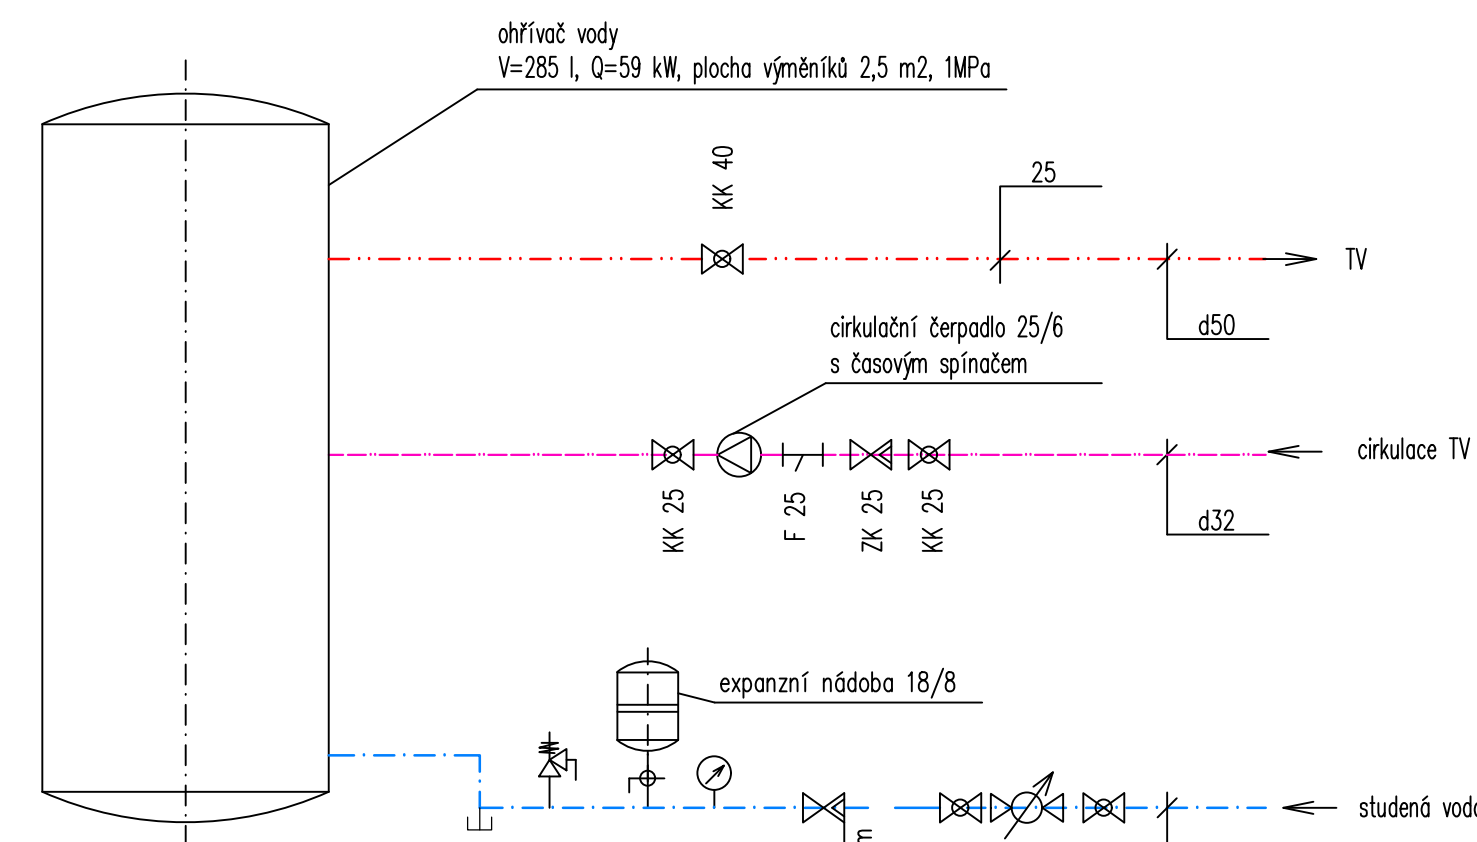 ohřívač vody
V=285 l, Q=59 kW, plocha výměníků 2,5 m2, 1MPa
KK 40
25
TV
d50
cirkulační čerpadlo 25/6
s časovým spínačem
cirkulace TV
KK 25
F 25
ZK 25
KK 25
d32
expanzní nádoba 18/8
studená